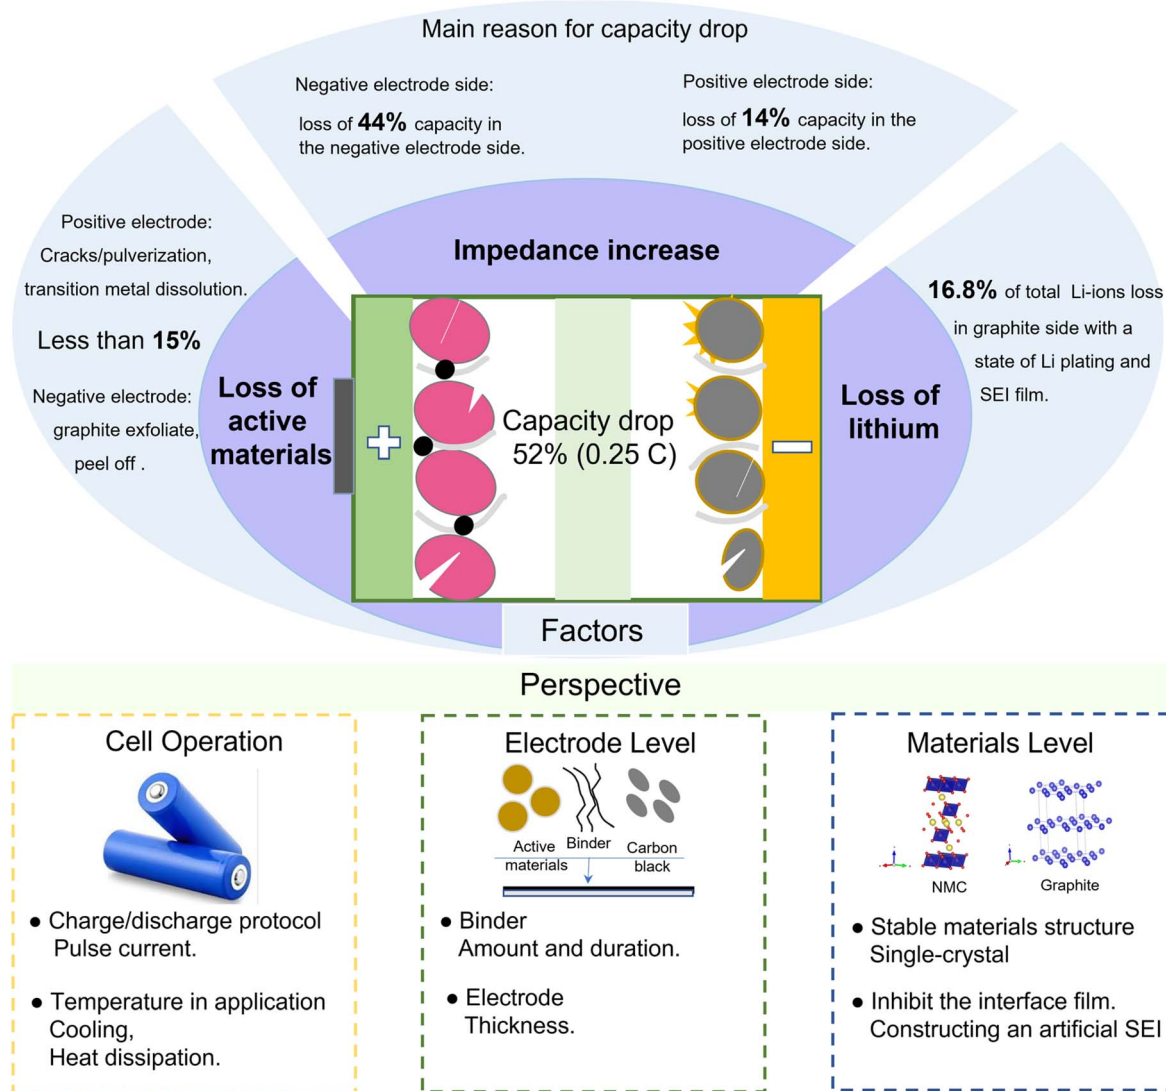 Main reason for capacity drop
Negative electrode side:
loss of 44% capacity in
the negative electrode side.
Positive electrode side:
loss of 14% capacity in the
positive electrode side.
Positive electrode:
Cracks/pulverization,
transition metal dissolution.
Less than 15%
Negative electrode:
graphite exfoliate,
peel off .
Impedance increase
Loss of
active
materials
Capacity drop
52% (0.25 C)
Loss of
lithium
16.8% of total Li-ions loss
in graphite side with a
state of Li plating and
SEI film.
Factors
Perspective
Cell Operation
● Charge/discharge protocol
Pulse current.
● Temperature in application
Cooling,
Heat dissipation.
Electrode Level
Active
materials
Binder
Carbon
black
● Binder
Amount and duration.
● Electrode
Thickness.
Materials Level
NMC
Graphite
● Stable materials structure
Single-crystal
● Inhibit the interface film.
Constructing an artificial SEI